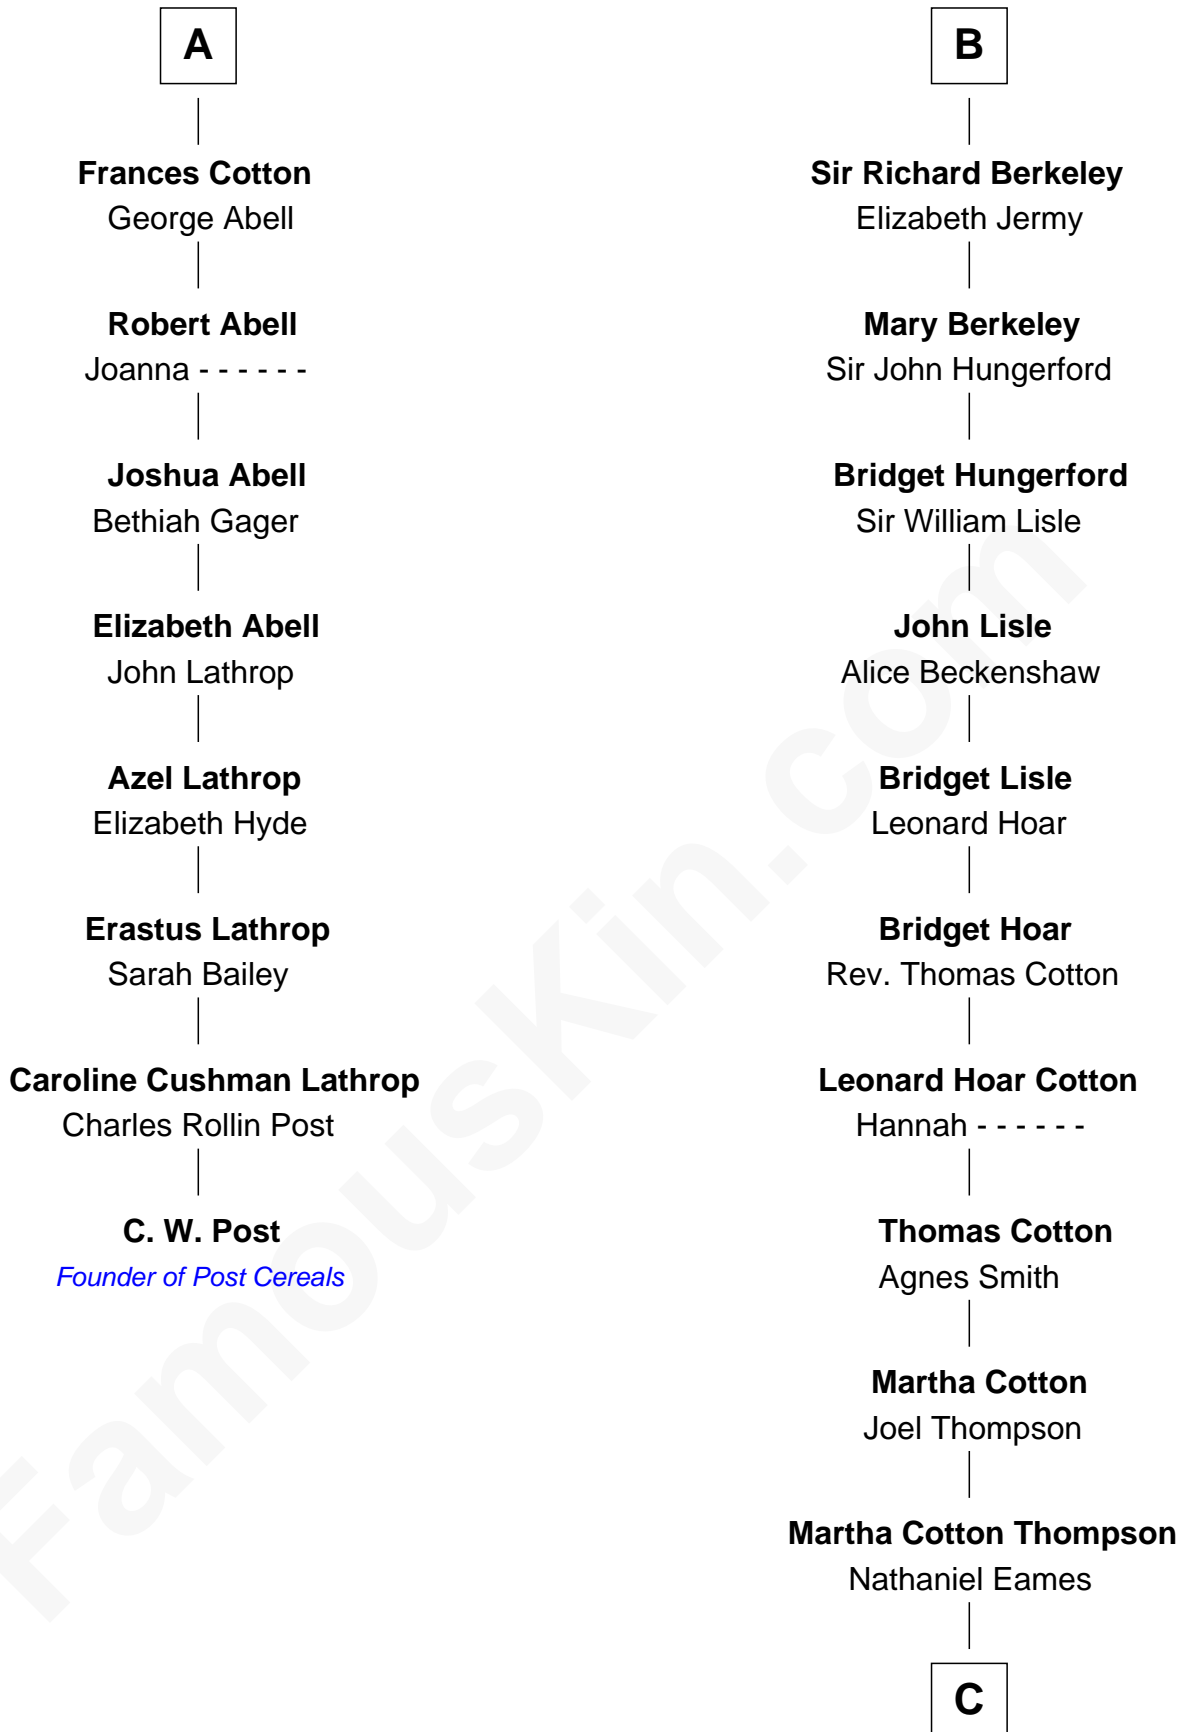 A
Frances Cotton
George Abell
Robert Abell
Joanna - - - - - -
Joshua Abell
Bethiah Gager
Elizabeth Abell
John Lathrop
Azel Lathrop
Elizabeth Hyde
Erastus Lathrop
Sarah Bailey
Caroline Cushman Lathrop
Charles Rollin Post
C. W. Post
Founder of Post Cereals
B
Sir Richard Berkeley
Elizabeth Jermy
Mary Berkeley
Sir John Hungerford
Bridget Hungerford
Sir William Lisle
John Lisle
Alice Beckenshaw
Bridget Lisle
Leonard Hoar
Bridget Hoar
Rev. Thomas Cotton
Leonard Hoar Cotton
Hannah - - - - - -
Thomas Cotton
Agnes Smith
Martha Cotton
Joel Thompson
Martha Cotton Thompson
Nathaniel Eames
C
FamousKin.com